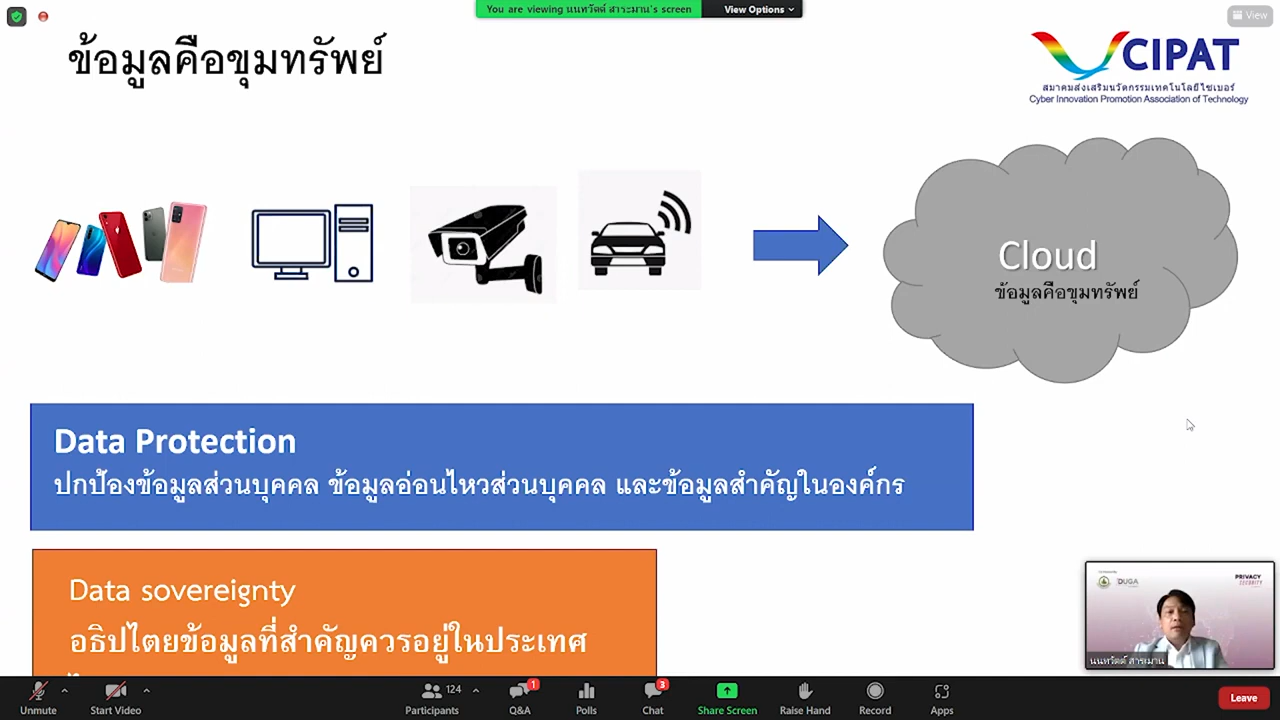 You are viewing นนทวัตต์ สาระมาน's screen
View Options
View
ข้อมูลคือขุมทรัพย์
CIPAT
สมาคมส่งเสริมนวัตกรรมเทคโนโลยีไซเบอร์
Cyber Innovation Promotion Association of Technology
Cloud
ข้อมูลคือขุมทรัพย์
Data Protection
ปกป้องข้อมูลส่วนบุคคล ข้อมูลอ่อนไหวส่วนบุคคล และข้อมูลสำคัญในองค์กร
Data sovereignty
อธิปไตยข้อมูลที่สำคัญควรอยู่ในประเทศ
DUGA
PRIVACY
SECURITY
นนทวัตต์ สาระมาน
Unmute
Start Video
Participants
124
Q&A
1
Polls
Chat
3
Share Screen
Raise Hand
Record
Apps
Leave